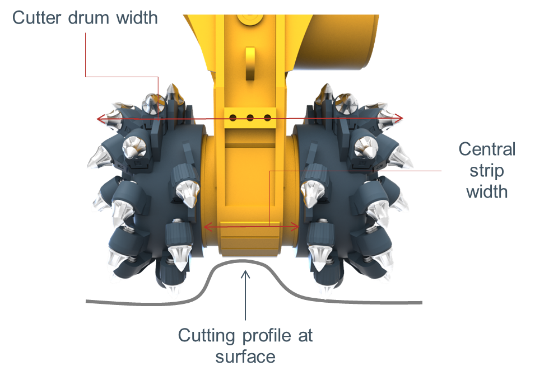 Cutter drum width
Central
strip
width
Cutting profile at
surface